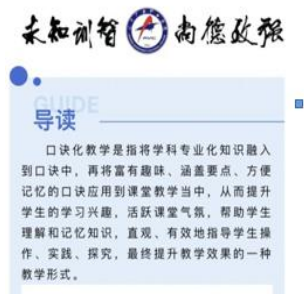 求知训智 尚德致强
GUIDE
导读
口诀化教学是指将学科专业化知识融入
到口诀中，再将富有趣味、涵盖要点、方便
记忆的口诀应用到课堂教学当中，从而提升
学生的学习兴趣，活跃课堂气氛，帮助学生
理解和记忆知识，直观、有效地指导学生操
作、实践、探究，最终提升教学效果的一种
教学形式。